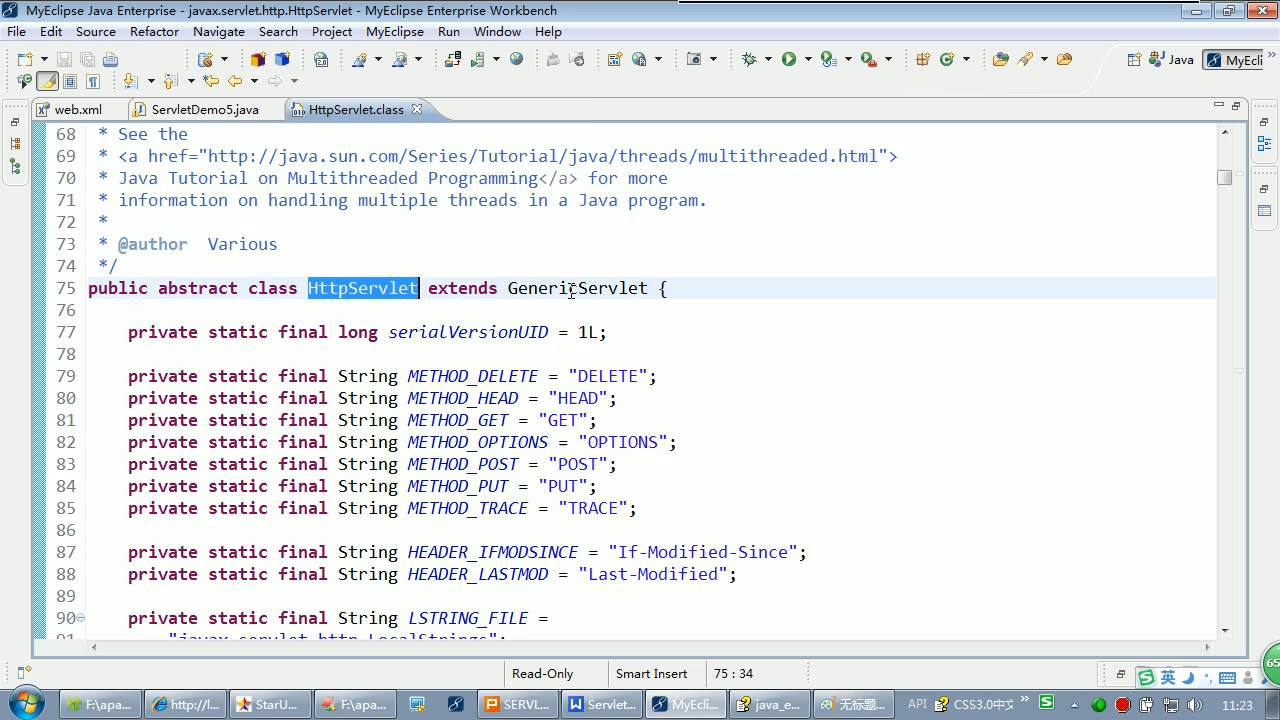 MyEclipse Java Enterprise - javax.servlet.http.HttpServlet - MyEclipse Enterprise Workbench
File Edit Source Refactor Navigate Search Project MyEclipse Run Window Help
Java MyEcli
web.xml ServletDemo5.java HttpServlet.class
68 * See the
69 * <a href="http://java.sun.com/Series/Tutorial/java/threads/multithreaded.html">
70 * Java Tutorial on Multithreaded Programming</a> for more
71 * information on handling multiple threads in a Java program.
72 *
73 * @author Various
74 */
75 public abstract class HttpServlet extends GenericServlet {
76
77 private static final long serialVersionUID = 1L;
78
79 private static final String METHOD_DELETE = "DELETE";
80 private static final String METHOD_HEAD = "HEAD";
81 private static final String METHOD_GET = "GET";
82 private static final String METHOD_OPTIONS = "OPTIONS";
83 private static final String METHOD_POST = "POST";
84 private static final String METHOD_PUT = "PUT";
85 private static final String METHOD_TRACE = "TRACE";
86
87 private static final String HEADER_IFMODSINCE = "If-Modified-Since";
88 private static final String HEADER_LASTMOD = "Last-Modified";
89
90 private static final String LSTRING_FILE =
91 "javax.servlet.http.LocalStrings";
Read-Only Smart Insert 75 : 34
英
65
F:\apa... http://l... StarU... F:\apa... SERVL... Servlet... MyEcli... java_e... 无标题... API CSS3.0中文 11:23